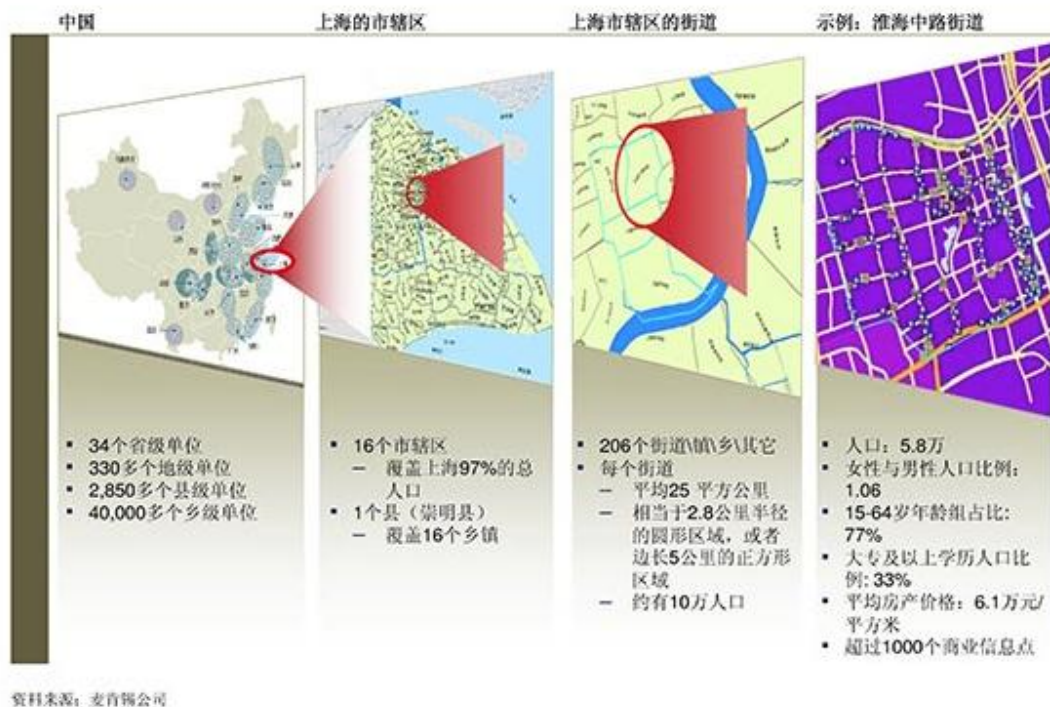 中国
上海的市辖区
上海市辖区的街道
示例：淮海中路街道
34个省级单位
330多个地级单位
2,850多个县级单位
40,000多个乡级单位
16个市辖区
– 覆盖上海97%的总
人口
1个县（崇明县）
– 覆盖16个乡镇
206个街道\镇\乡\其它
每个街道
– 平均25 平方公里
– 相当于2.8公里半径
的圆形区域，或者
边长5公里的正方形
区域
– 约有10万人口
人口：5.8万
女性与男性人口比例：
1.06
15-64岁年龄组占比:
77%
大专及以上学历人口比
例: 33%
平均房产价格：6.1万元/
平方米
超过1000个商业信息点
资料来源：麦肯锡公司